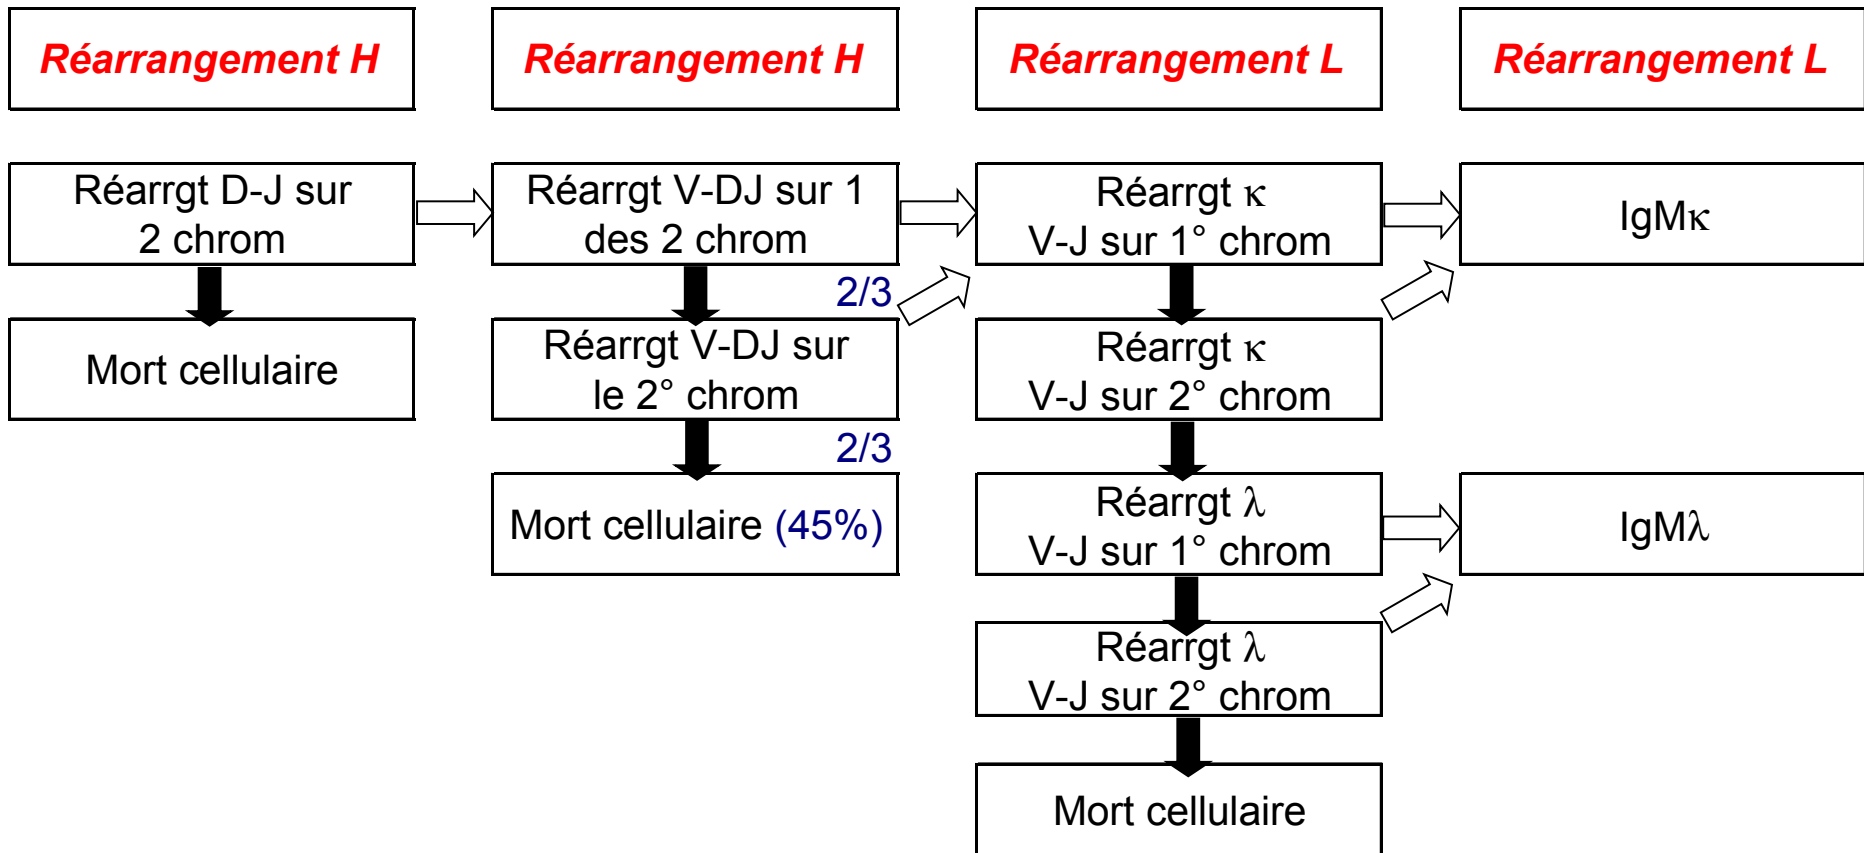 Réarrangement H
Réarrangement H
Réarrangement L
Réarrangement L
Réarrgt D-J sur
2 chrom
Réarrgt V-DJ sur 1
des 2 chrom
Réarrgt κ
V-J sur 1° chrom
IgMκ
2/3
Mort cellulaire
Réarrgt V-DJ sur
le 2° chrom
Réarrgt κ
V-J sur 2° chrom
2/3
Mort cellulaire (45%)
Réarrgt λ
V-J sur 1° chrom
IgMλ
Réarrgt λ
V-J sur 2° chrom
Mort cellulaire